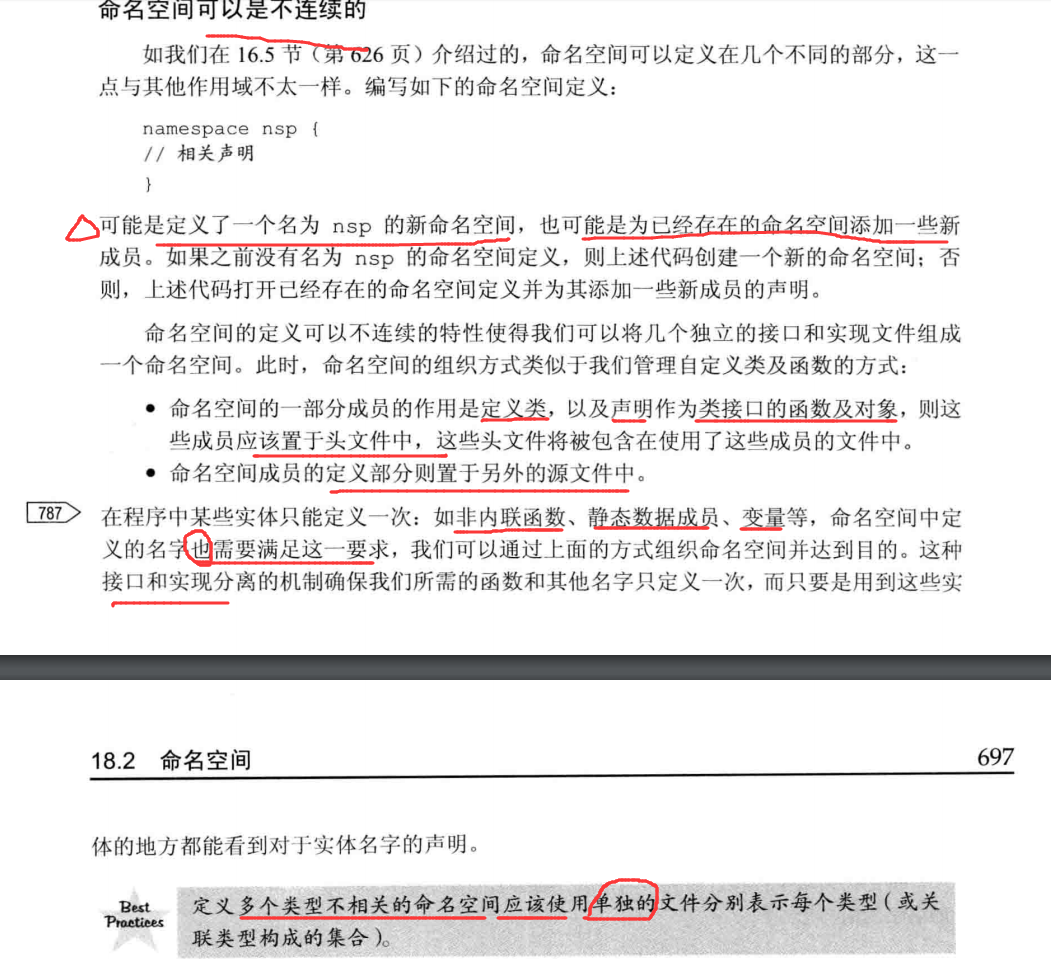 命名空间可以是不连续的
如我们在 16.5 节（第 626 页）介绍过的，命名空间可以定义在几个不同的部分，这一
点与其他作用域不太一样。编写如下的命名空间定义：
namespace nsp {
// 相关声明
}
可能是定义了一个名为 nsp 的新命名空间，也可能是为已经存在的命名空间添加一些新
成员。如果之前没有名为 nsp 的命名空间定义，则上述代码创建一个新的命名空间；否
则，上述代码打开已经存在的命名空间定义并为其添加一些新成员的声明。
命名空间的定义可以不连续的特性使得我们可以将几个独立的接口和实现文件组成
一个命名空间。此时，命名空间的组织方式类似于我们管理自定义类及函数的方式：
● 命名空间的一部分成员的作用是定义类，以及声明作为类接口的函数及对象，则这
些成员应该置于头文件中，这些头文件将被包含在使用了这些成员的文件中。
● 命名空间成员的定义部分则置于另外的源文件中。
787
在程序中某些实体只能定义一次：如非内联函数、静态数据成员、变量等，命名空间中定
义的名字也需要满足这一要求，我们可以通过上面的方式组织命名空间并达到目的。这种
接口和实现分离的机制确保我们所需的函数和其他名字只定义一次，而只要是用到这些实
18.2 命名空间 697
体的地方都能看到对于实体名字的声明。
Best
Practices
定义多个类型不相关的命名空间应该使用单独的文件分别表示每个类型（或关
联类型构成的集合）。